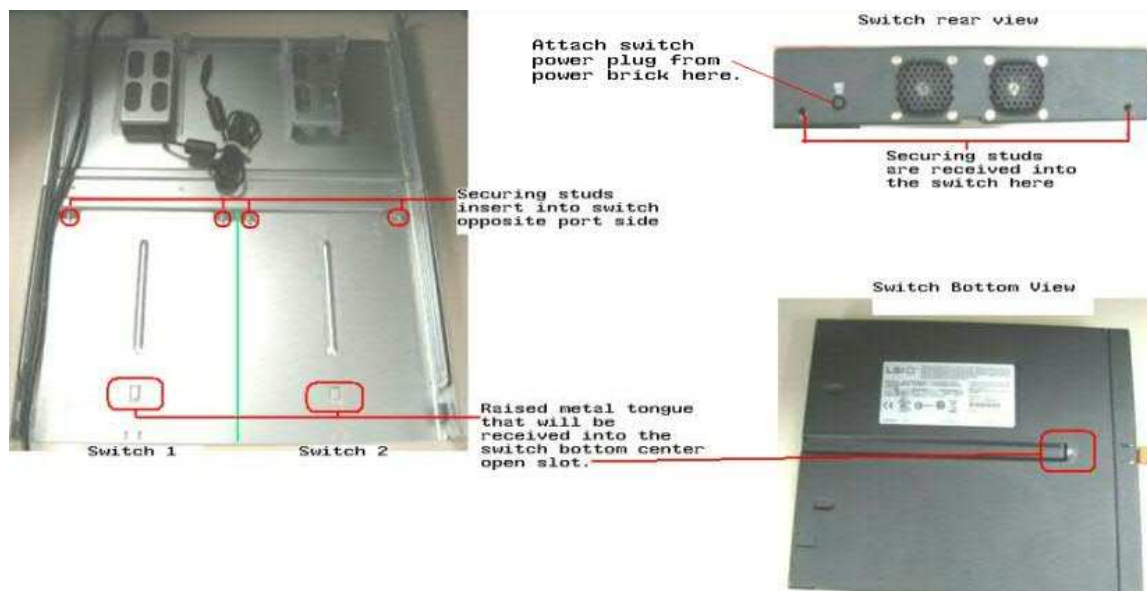 Switch rear view
Attach switch
power plug from
power brick here.
Securing studs
are received into
the switch here
Securing studs
insert into switch
opposite port side
Switch Bottom View
LSI
Raised metal tongue
that will be
received into the
switch bottom center
open slot.
Switch 1
Switch 2